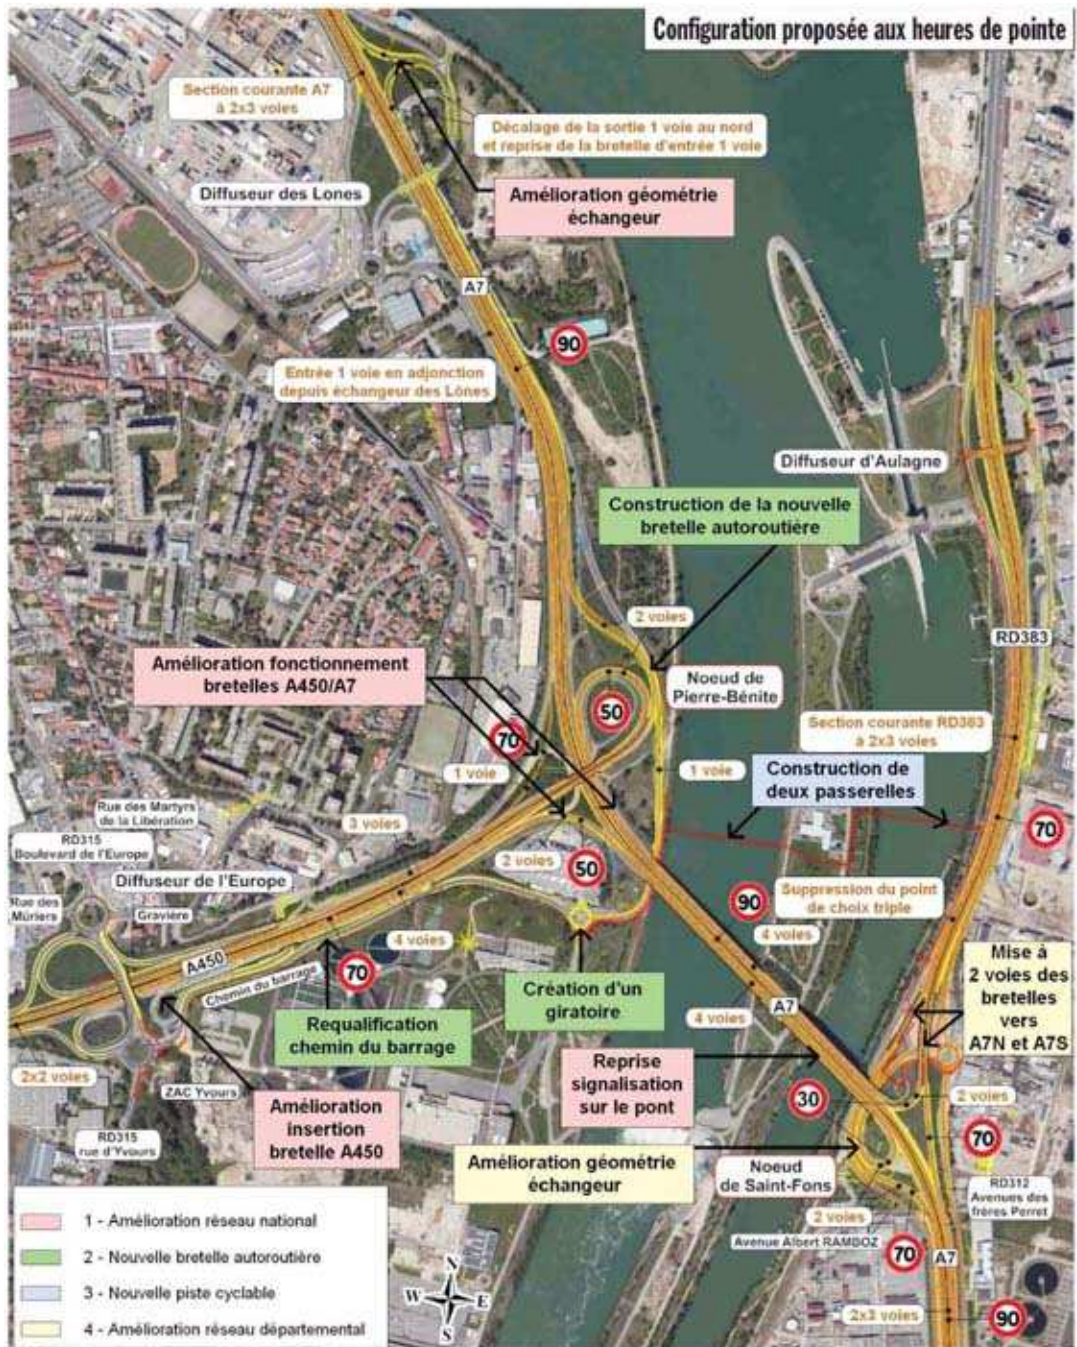 Configuration proposée aux heures de pointe
Section courante A7
à 2x3 voies
Décalage de la sortie 1 voie au nord
et reprise de la bretelle d'entrée 1 voie
Diffuseur des Lones
Amélioration géométrie
échangeur
A7
90
Entrée 1 voie en adjonction
depuis échangeur des Lônes
Diffuseur d'Aulagne
Construction de la nouvelle
bretelle autoroutière
2 voies
RD383
Amélioration fonctionnement
bretelles A450/A7
Noeud de
Pierre-Bénite
50
70
Section courante RD383
à 2x3 voies
1 voie
1 voie
Construction de
deux passerelles
Rue des Martyrs
de la Libération
3 voies
70
RD315
Boulevard de l'Europe
2 voies
50
Diffuseur de l'Europe
Suppression du point
de choix triple
90
Rue des
Mûriers
Gravière
4 voies
4 voies
Mise à
2 voies des
bretelles
vers
A7N et A7S
A450
70
Chemin du barrage
Création d'un
giratoire
A7
Requalification
chemin du barrage
4 voies
Reprise
signalisation
sur le pont
2x2 voies
ZAC Yvours
Amélioration
insertion
bretelle A450
30
2 voies
70
RD315
rue d'Yvours
Amélioration géométrie
échangeur
Noeud
de Saint-Fons
RD312
Avenues des
frères Perret
2 voies
Avenue Albert RAMBOZ
70
A7
1 - Amélioration réseau national
2 - Nouvelle bretelle autoroutière
3 - Nouvelle piste cyclable
4 - Amélioration réseau départemental
N
W
E
S
2x3 voies
90